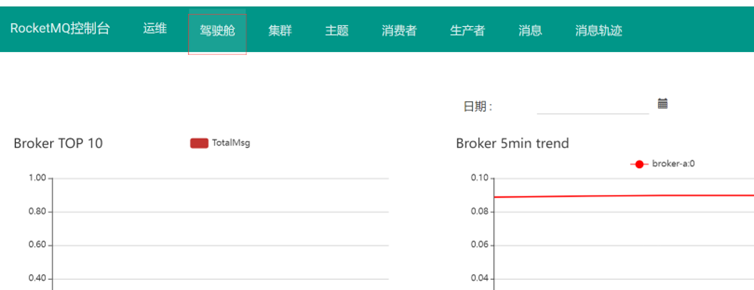 RocketMQ控制台 运维 驾驶舱 集群 主题 消费者 生产者 消息 消息轨迹
日期 :
Broker TOP 10
TotalMsg
1.00
0.80
0.60
0.40
Broker 5min trend
broker-a:0
0.10
0.08
0.06
0.04